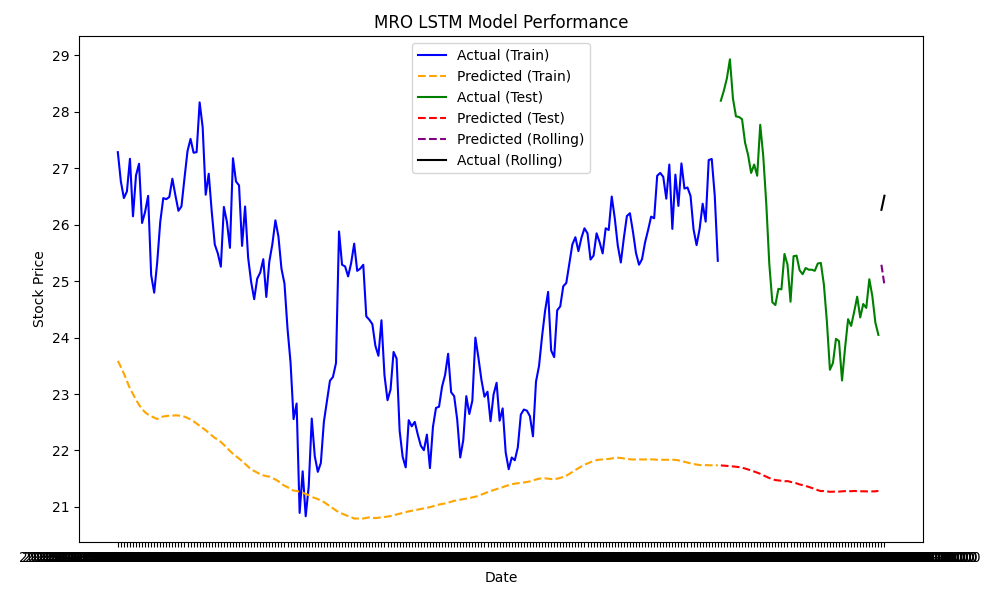 MRO LSTM Model Performance
Actual (Train)
Predicted (Train)
Actual (Test)
Predicted (Test)
Predicted (Rolling)
Actual (Rolling)
29
28
27
26
25
24
23
22
21
Stock Price
Date